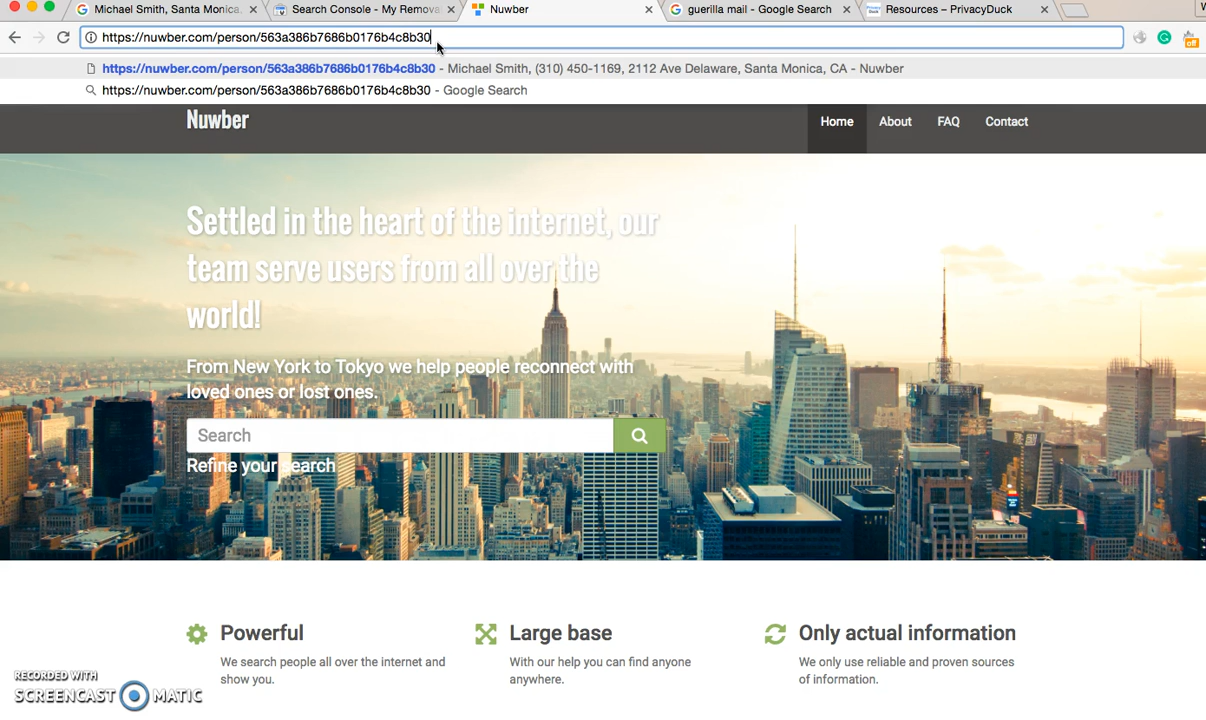 Michael Smith, Santa Monica.
Search Console - My Remova
Nuwber
guerilla mail - Google Search
Resources – PrivacyDuck
https://nuwber.com/person/563a386b7686b0176b4c8b30
https://nuwber.com/person/563a386b7686b0176b4c8b30 - Michael Smith, (310) 450-1169, 2112 Ave Delaware, Santa Monica, CA - Nuwber
https://nuwber.com/person/563a386b7686b0176b4c8b30 - Google Search
off
Nuwber
Home
About
FAQ
Contact
Settled in the heart of the internet, our
team serve users from all over the
world!
From New York to Tokyo we help people reconnect with
loved ones or lost ones.
Search
Refine your search
Powerful
We search people all over the internet and
show you.
Large base
With our help you can find anyone
anywhere.
Only actual information
We only use reliable and proven sources
of information.
RECORDED WITH
SCREENCAST MATIC